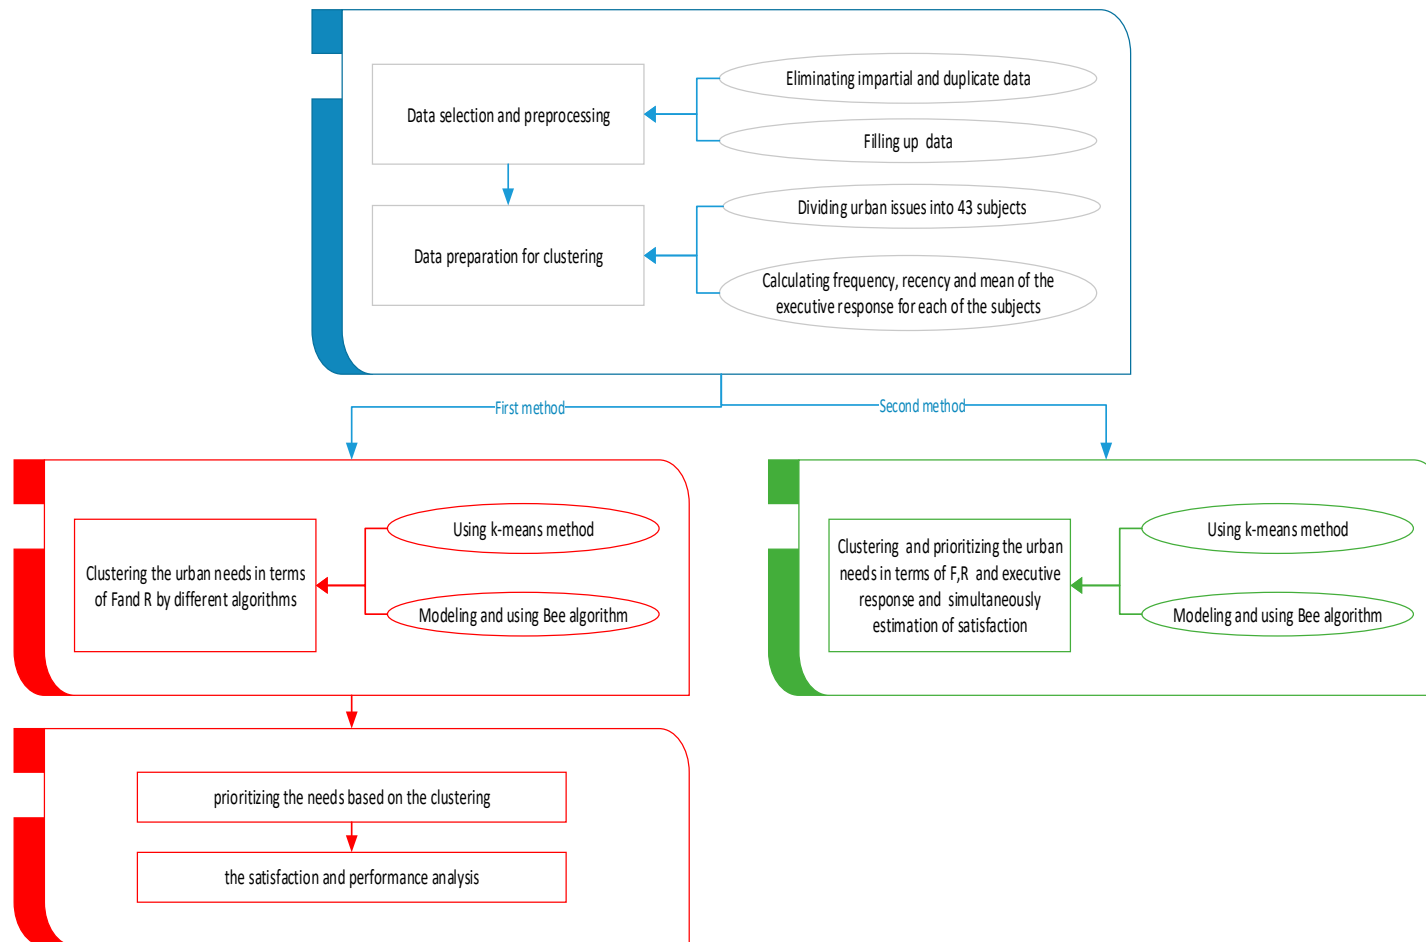 Eliminating impartial and duplicate data
Data selection and preprocessing
Filling up data
Dividing urban issues into 43 subjects
Data preparation for clustering
Calculating frequency, recency and mean of the
executive response for each of the subjects
First method
Second method
Using k-means method
Clustering the urban needs in terms
of Fand R by different algorithms
Modeling and using Bee algorithm
Using k-means method
Clustering and prioritizing the urban
needs in terms of F,R and executive
response and simultaneously
estimation of satisfaction
Modeling and using Bee algorithm
prioritizing the needs based on the clustering
the satisfaction and performance analysis